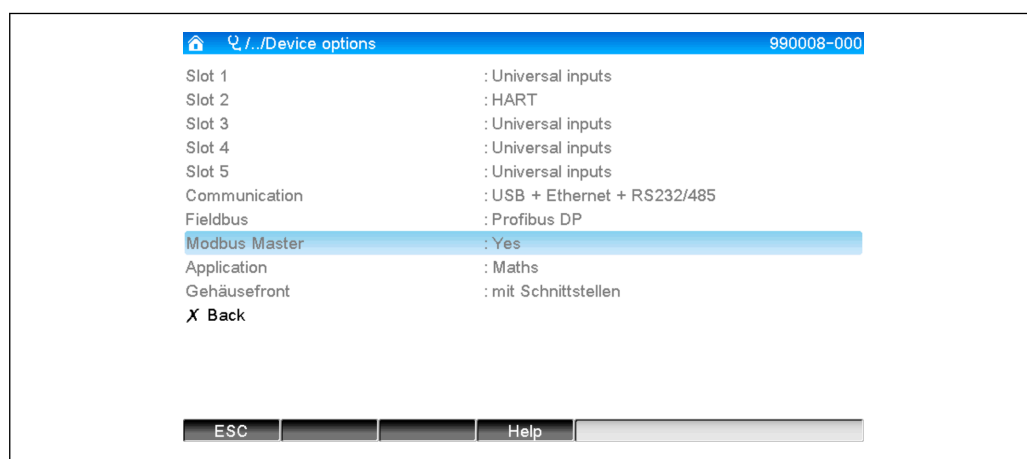 /../Device options 990008-000
Slot 1 : Universal inputs
Slot 2 : HART
Slot 3 : Universal inputs
Slot 4 : Universal inputs
Slot 5 : Universal inputs
Communication : USB + Ethernet + RS232/485
Fieldbus : Profibus DP
Modbus Master : Yes
Application : Maths
Gehäusefront : mit Schnittstellen
X Back
ESC Help